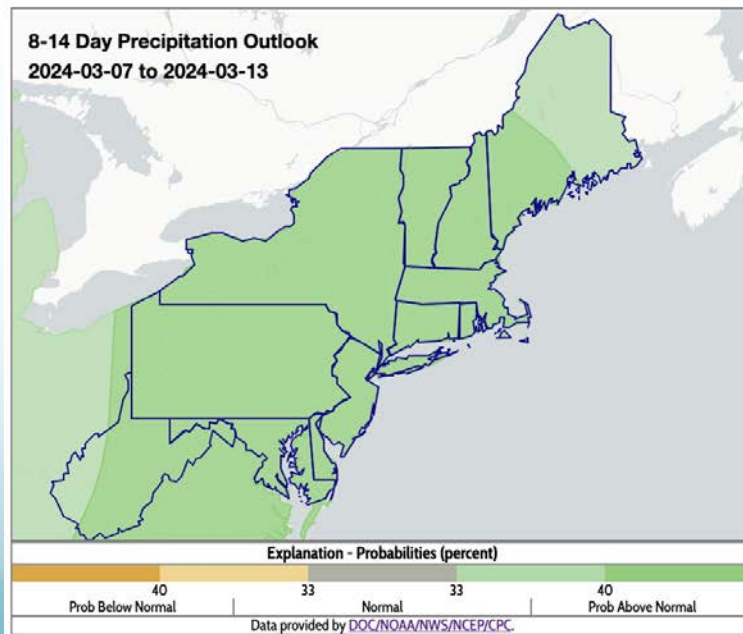 8-14 Day Precipitation Outlook
2024-03-07 to 2024-03-13
Explanation - Probabilities (percent)
40 33 33 40
Prob Below Normal Normal Prob Above Normal
Data provided by DOC/NOAA/NWS/NCEP/CPC.